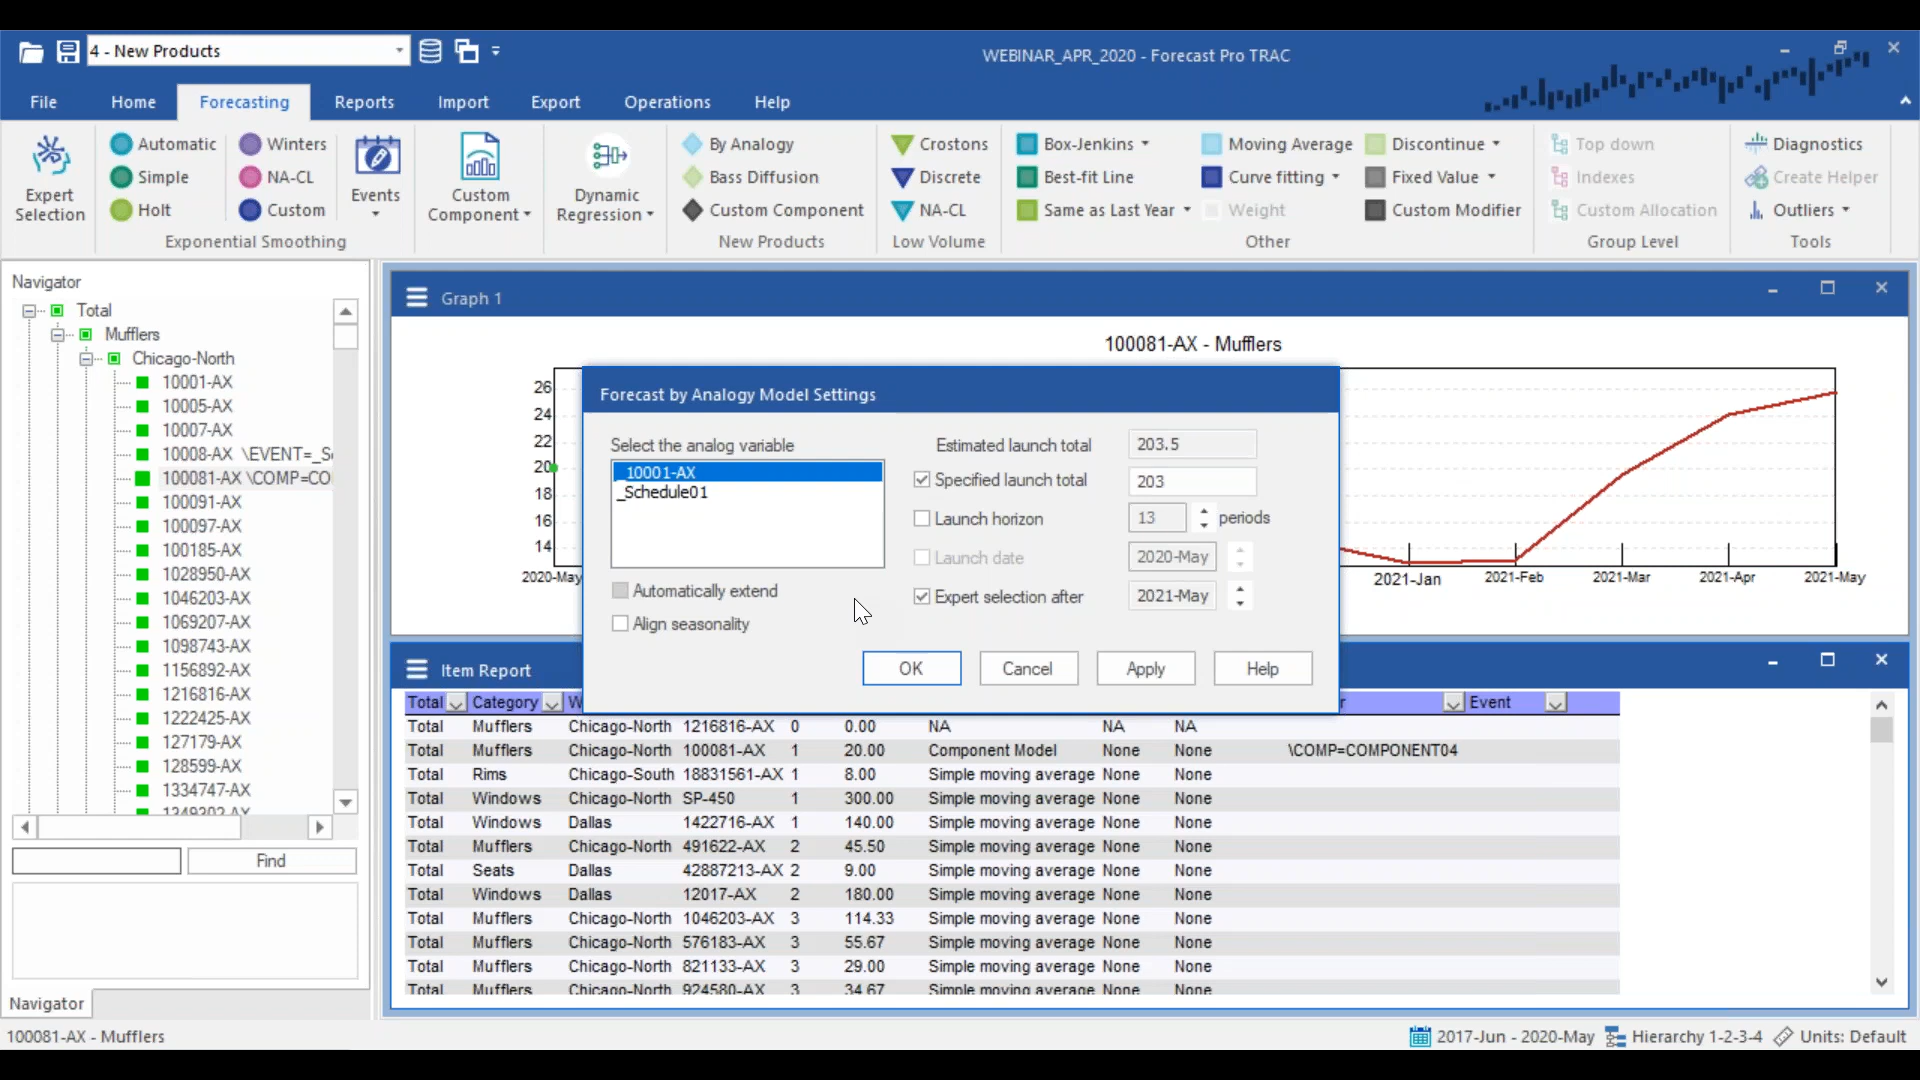 4 - New Products
WEBINAR_APR_2020 - Forecast Pro TRAC
File Home Forecasting Reports Import Export Operations Help
Expert Selection
Automatic
Simple
Holt
Winters
NA-CL
Custom
Exponential Smoothing
Events
Custom Component
Dynamic Regression
By Analogy
Bass Diffusion
Custom Component
New Products
Crostons
Discrete
NA-CL
Low Volume
Box-Jenkins
Best-fit Line
Same as Last Year
Moving Average
Curve fitting
Weight
Discontinue
Fixed Value
Custom Modifier
Other
Top down
Indexes
Custom Allocation
Group Level
Diagnostics
Create Helper
Outliers
Tools
Navigator
Total
Mufflers
Chicago-North
10001-AX
10005-AX
10007-AX
10008-AX \EVENT=_S
100081-AX \COMP=CO
100091-AX
100097-AX
100185-AX
1028950-AX
1046203-AX
1069207-AX
1098743-AX
1156892-AX
1216816-AX
1222425-AX
127179-AX
128599-AX
1334747-AX
1349302-AX
Find
Navigator
Graph 1
100081-AX - Mufflers
26
24
22
20
18
16
14
2020-May 2021-Jan 2021-Feb 2021-Mar 2021-Apr 2021-May
Forecast by Analogy Model Settings
Select the analog variable
_10001-AX
_Schedule01
Automatically extend
Align seasonality
Estimated launch total 203.5
Specified launch total 203
Launch horizon 13 periods
Launch date 2020-May
Expert selection after 2021-May
OK Cancel Apply Help
Item Report
Total Category W r Event
Total Mufflers Chicago-North 1216816-AX 0 0.00 NA NA NA
Total Mufflers Chicago-North 100081-AX 1 20.00 Component Model None None \COMP=COMPONENT04
Total Rims Chicago-South 18831561-AX 1 8.00 Simple moving average None None
Total Windows Chicago-North SP-450 1 300.00 Simple moving average None None
Total Windows Dallas 1422716-AX 1 140.00 Simple moving average None None
Total Mufflers Chicago-North 491622-AX 2 45.50 Simple moving average None None
Total Seats Dallas 42887213-AX 2 9.00 Simple moving average None None
Total Windows Dallas 12017-AX 2 180.00 Simple moving average None None
Total Mufflers Chicago-North 1046203-AX 3 114.33 Simple moving average None None
Total Mufflers Chicago-North 576183-AX 3 55.67 Simple moving average None None
Total Mufflers Chicago-North 821133-AX 3 29.00 Simple moving average None None
Total Mufflers Chicago-North 924580-AX 3 34.67 Simple moving average None None
100081-AX - Mufflers
2017-Jun - 2020-May Hierarchy 1-2-3-4 Units: Default